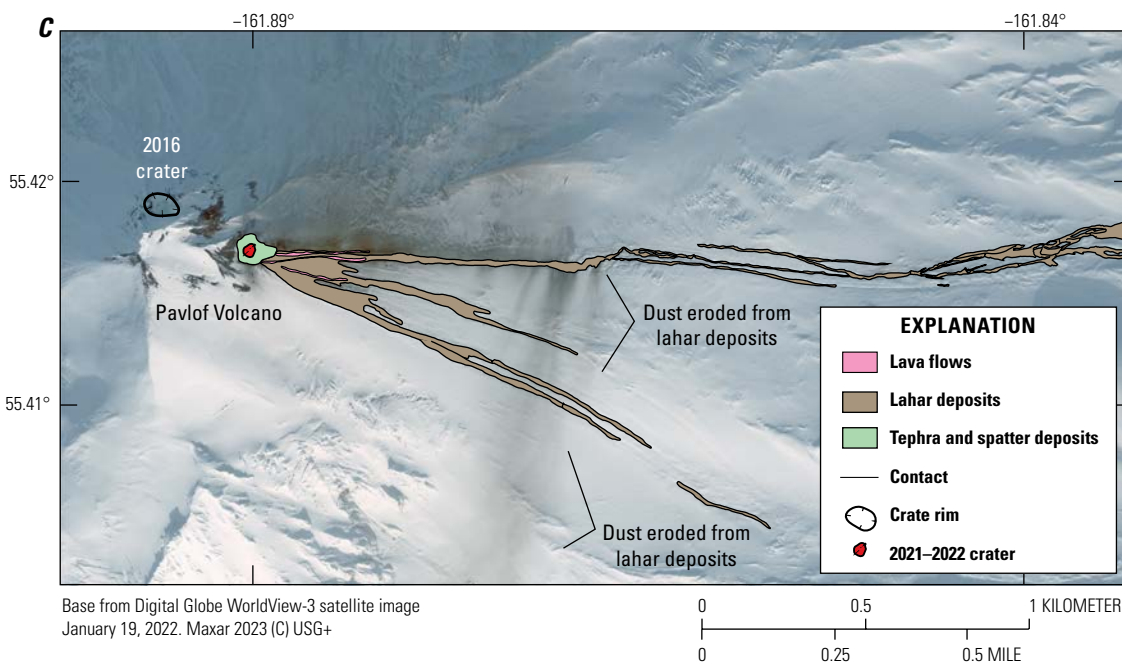 C
–161.89°
–161.84°
2016
crater
55.42°
Pavlof Volcano
Dust eroded from
lahar deposits
55.41°
Dust eroded from
lahar deposits
EXPLANATION
Lava flows
Lahar deposits
Tephra and spatter deposits
Contact
Crate rim
2021–2022 crater
Base from Digital Globe WorldView-3 satellite image
January 19, 2022. Maxar 2023 (C) USG+
0 0.5 1 KILOMETER
0 0.25 0.5 MILE